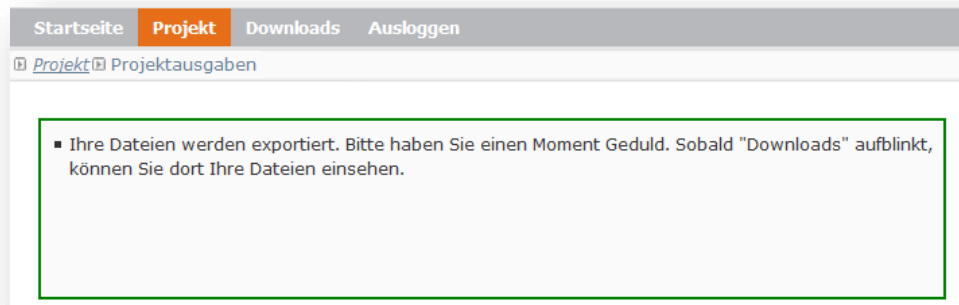 Startseite Projekt Downloads Ausloggen
Projekt Projektausgaben
Ihre Dateien werden exportiert. Bitte haben Sie einen Moment Geduld. Sobald "Downloads" aufblinkt,
können Sie dort Ihre Dateien einsehen.